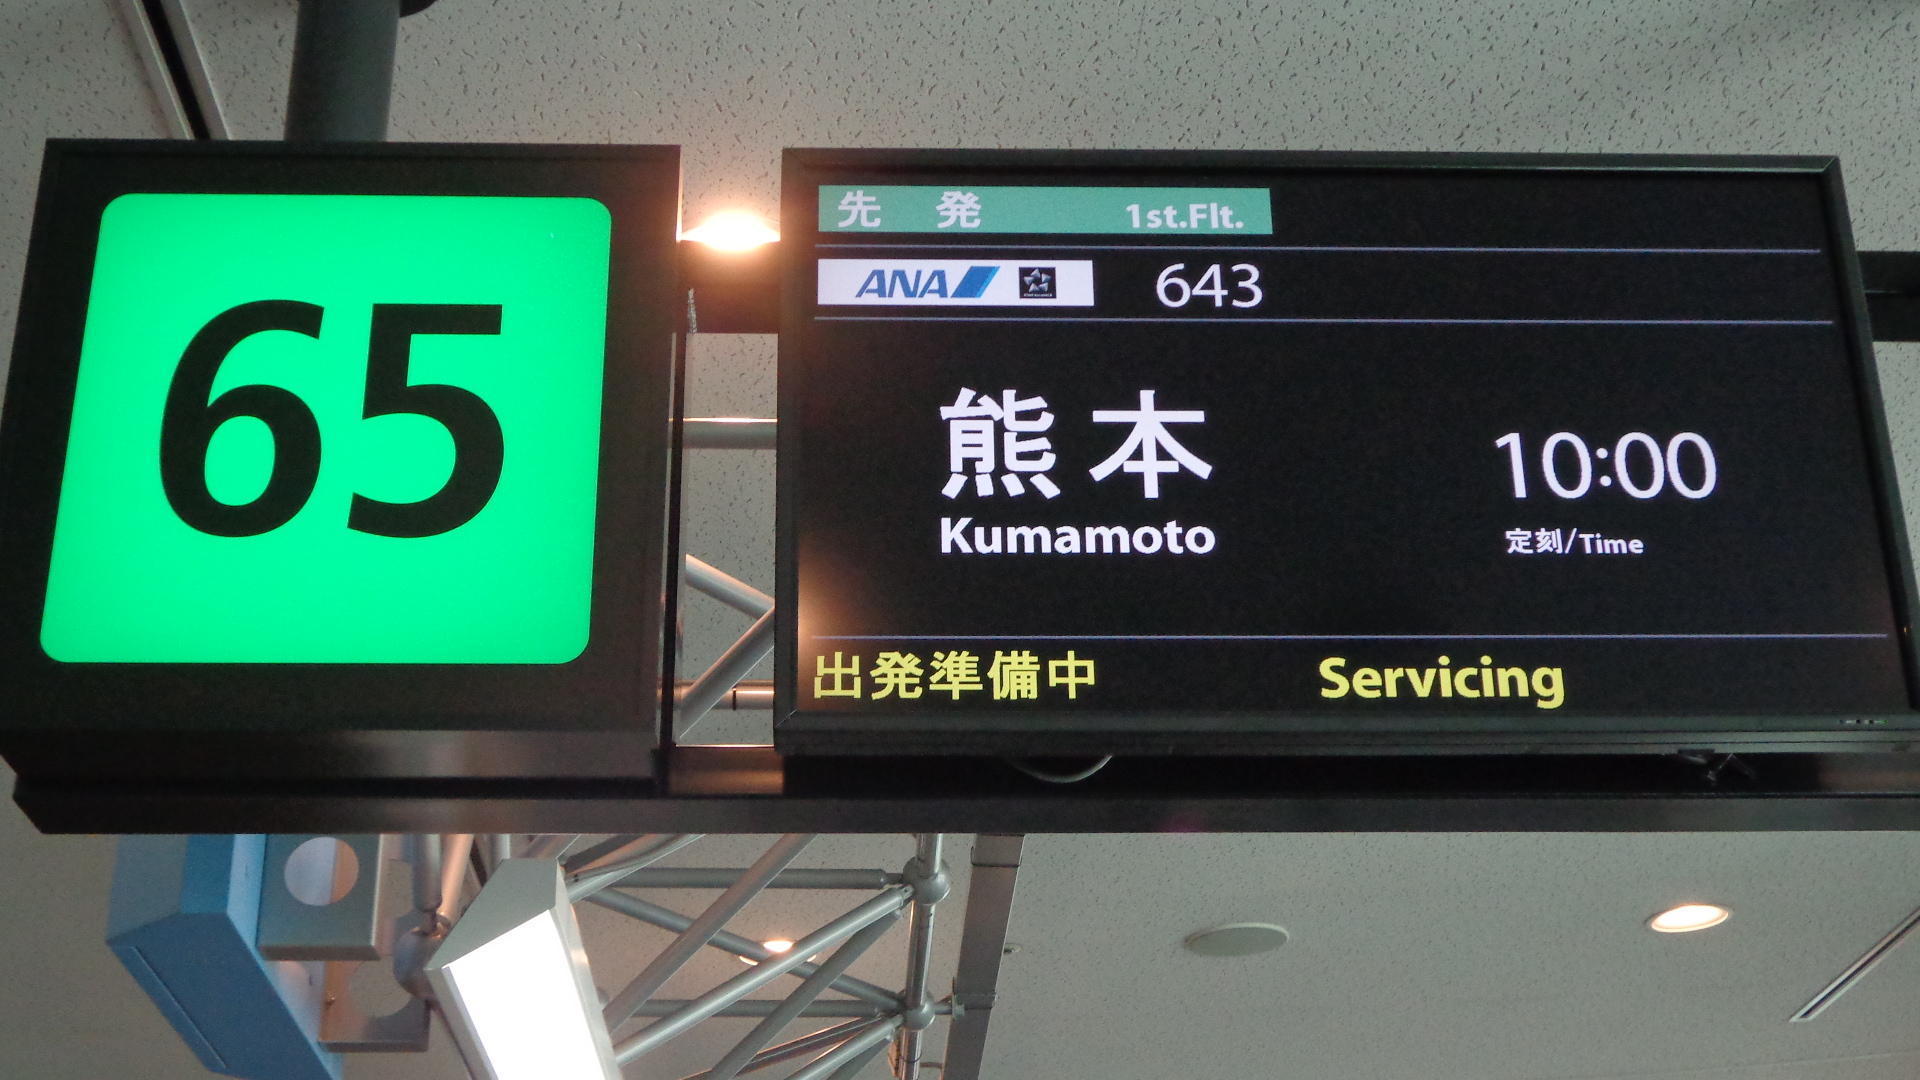 65
先 発 1st.Flt.
ANA 643
熊本
Kumamoto
10:00
定刻/Time
出発準備中 Servicing